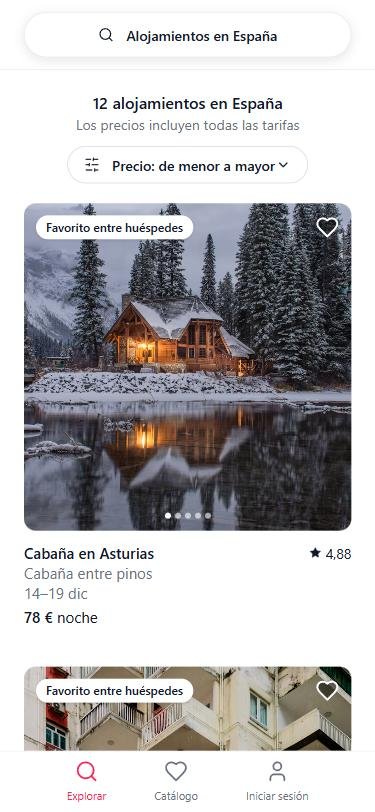 Alojamientos en España
12 alojamientos en España
Los precios incluyen todas las tarifas
Precio: de menor a mayor
Favorito entre huéspedes
Cabaña en Asturias
4,88
Cabaña entre pinos
14–19 dic
78 € noche
Favorito entre huéspedes
Explorar
Catálogo
Iniciar sesión